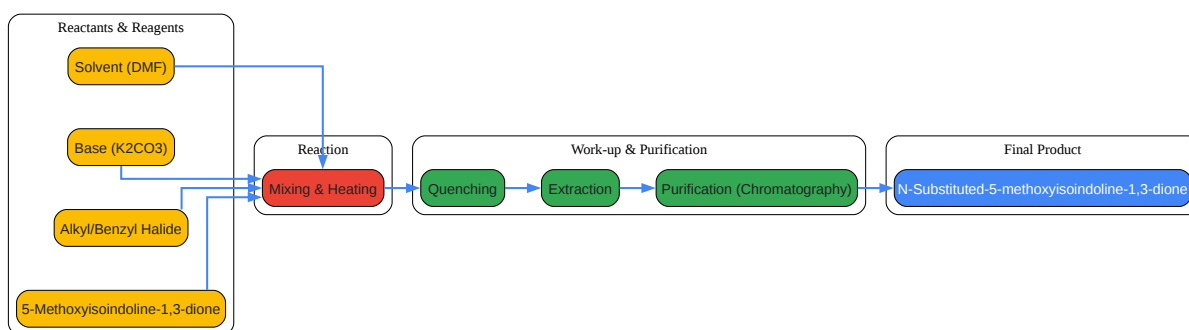 Reactants & Reagents
Solvent (DMF)
Base (K2CO3)
Alkyl/Benzyl Halide
5-Methoxyisoindoline-1,3-dione
Reaction
Mixing & Heating
Work-up & Purification
Quenching
Extraction
Purification (Chromatography)
Final Product
N-Substituted-5-methoxyisoindoline-1,3-dione